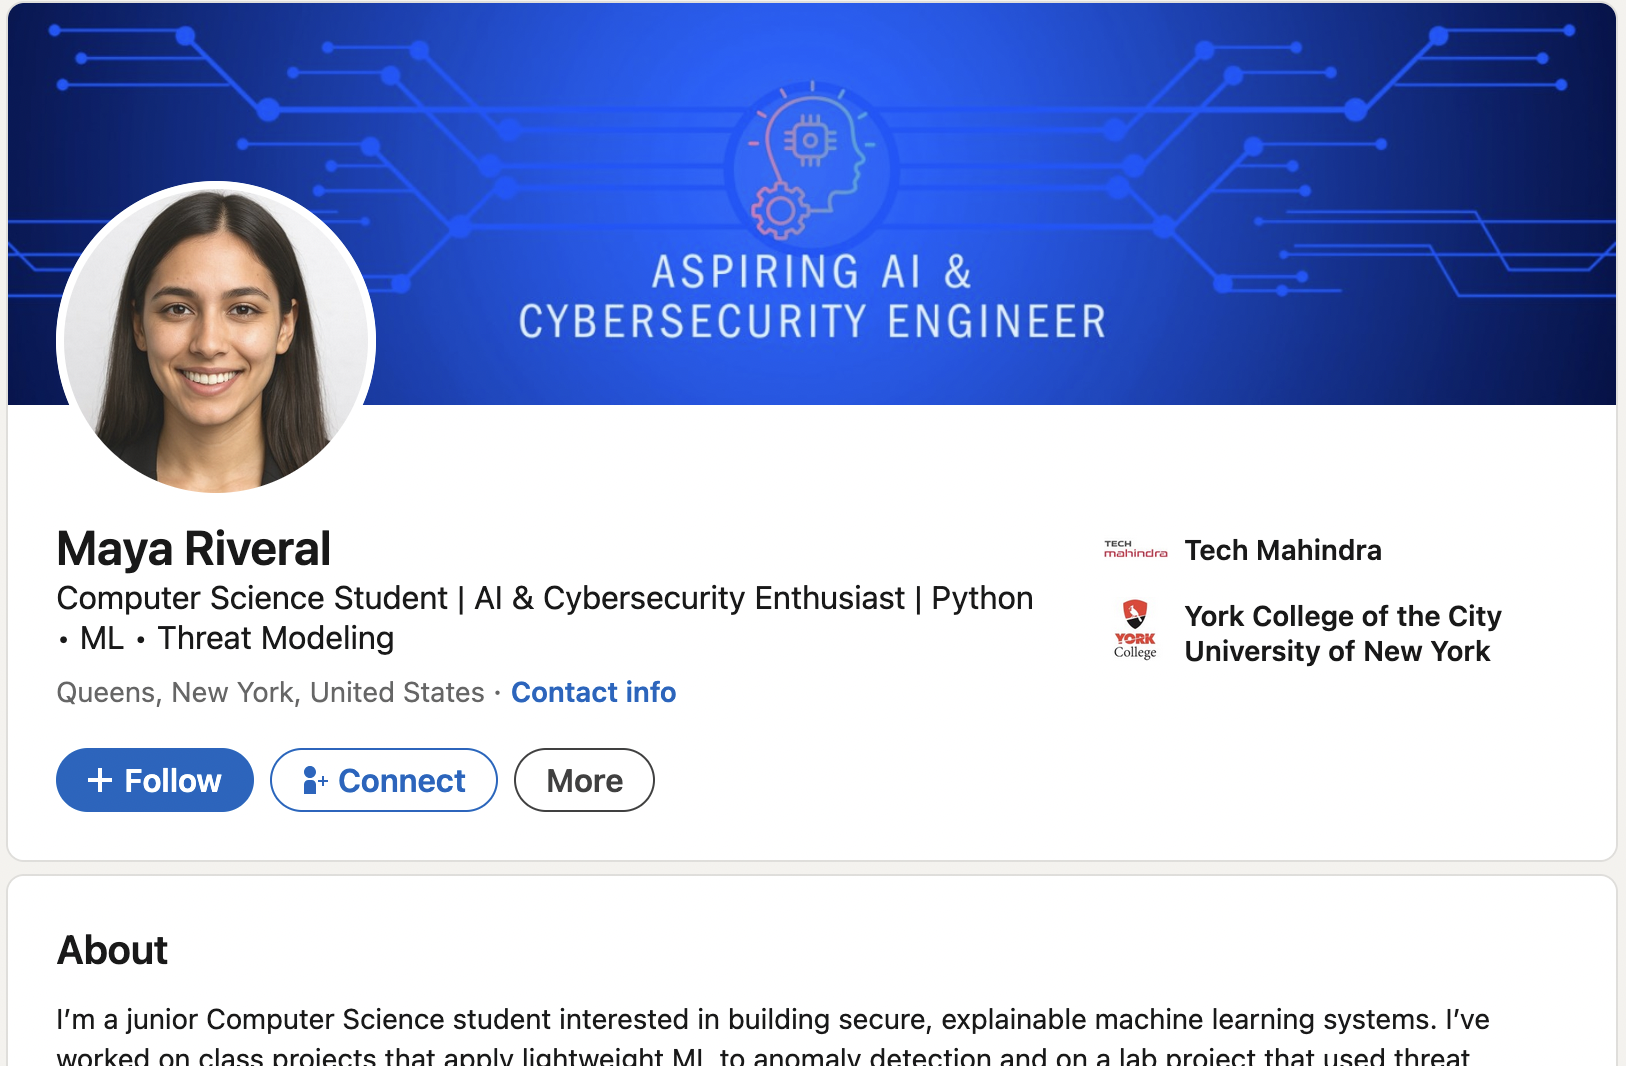 ASPIRING AI &
CYBERSECURITY ENGINEER
Maya Riveral
Computer Science Student | AI & Cybersecurity Enthusiast | Python
• ML • Threat Modeling
Queens, New York, United States · Contact info
+ Follow
Connect
More
TECH
mahindra
Tech Mahindra
YORK
College
York College of the City
University of New York
About
I’m a junior Computer Science student interested in building secure, explainable machine learning systems. I’ve
worked on class projects that apply lightweight ML to anomaly detection and on a lab project that used threat